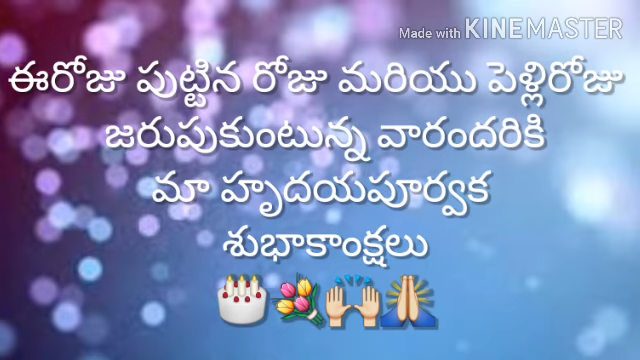 Made with KINEMASTER
ఈరోజు పుట్టిన రోజు మరియు పెళ్లిరోజు
జరుపుకుంటున్న వారందరికి
మా హృదయపూర్వక
శుభాకాంక్షలు
🎂💐🙌🙏